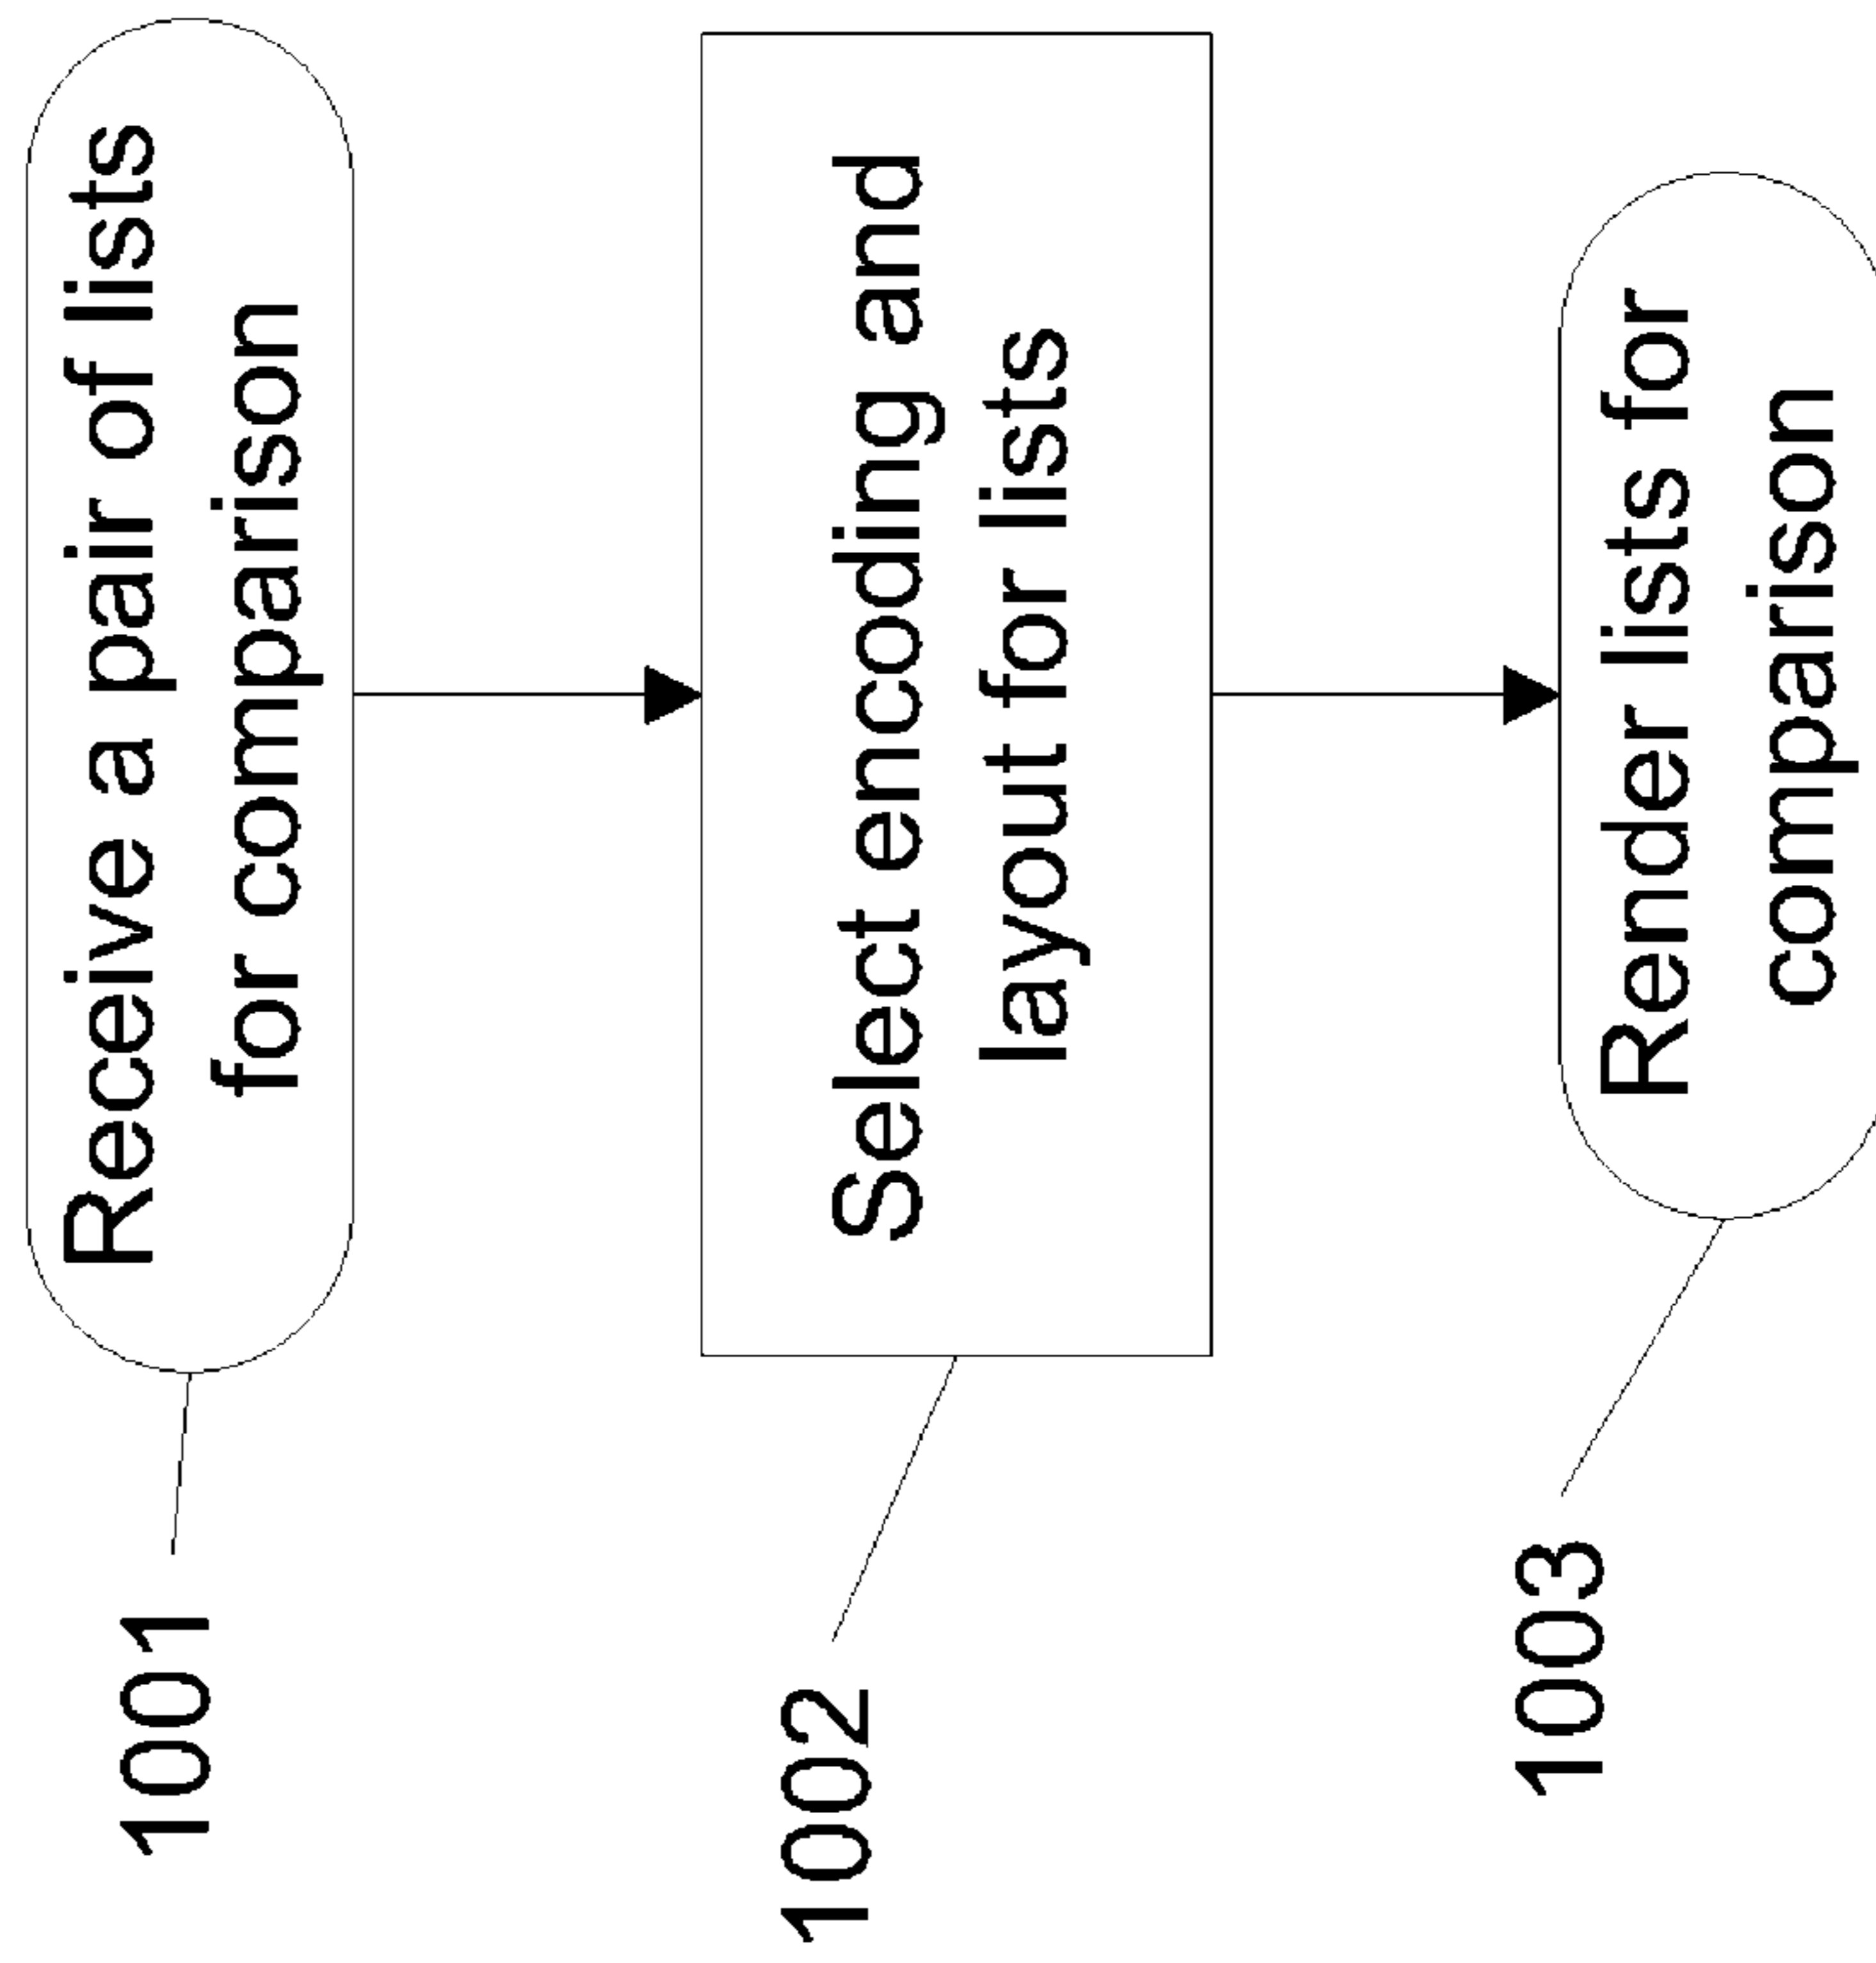 1001
Receive a pair of lists
for comparison
1002
Select encoding and
layout for lists
1003
Render lists for
comparison